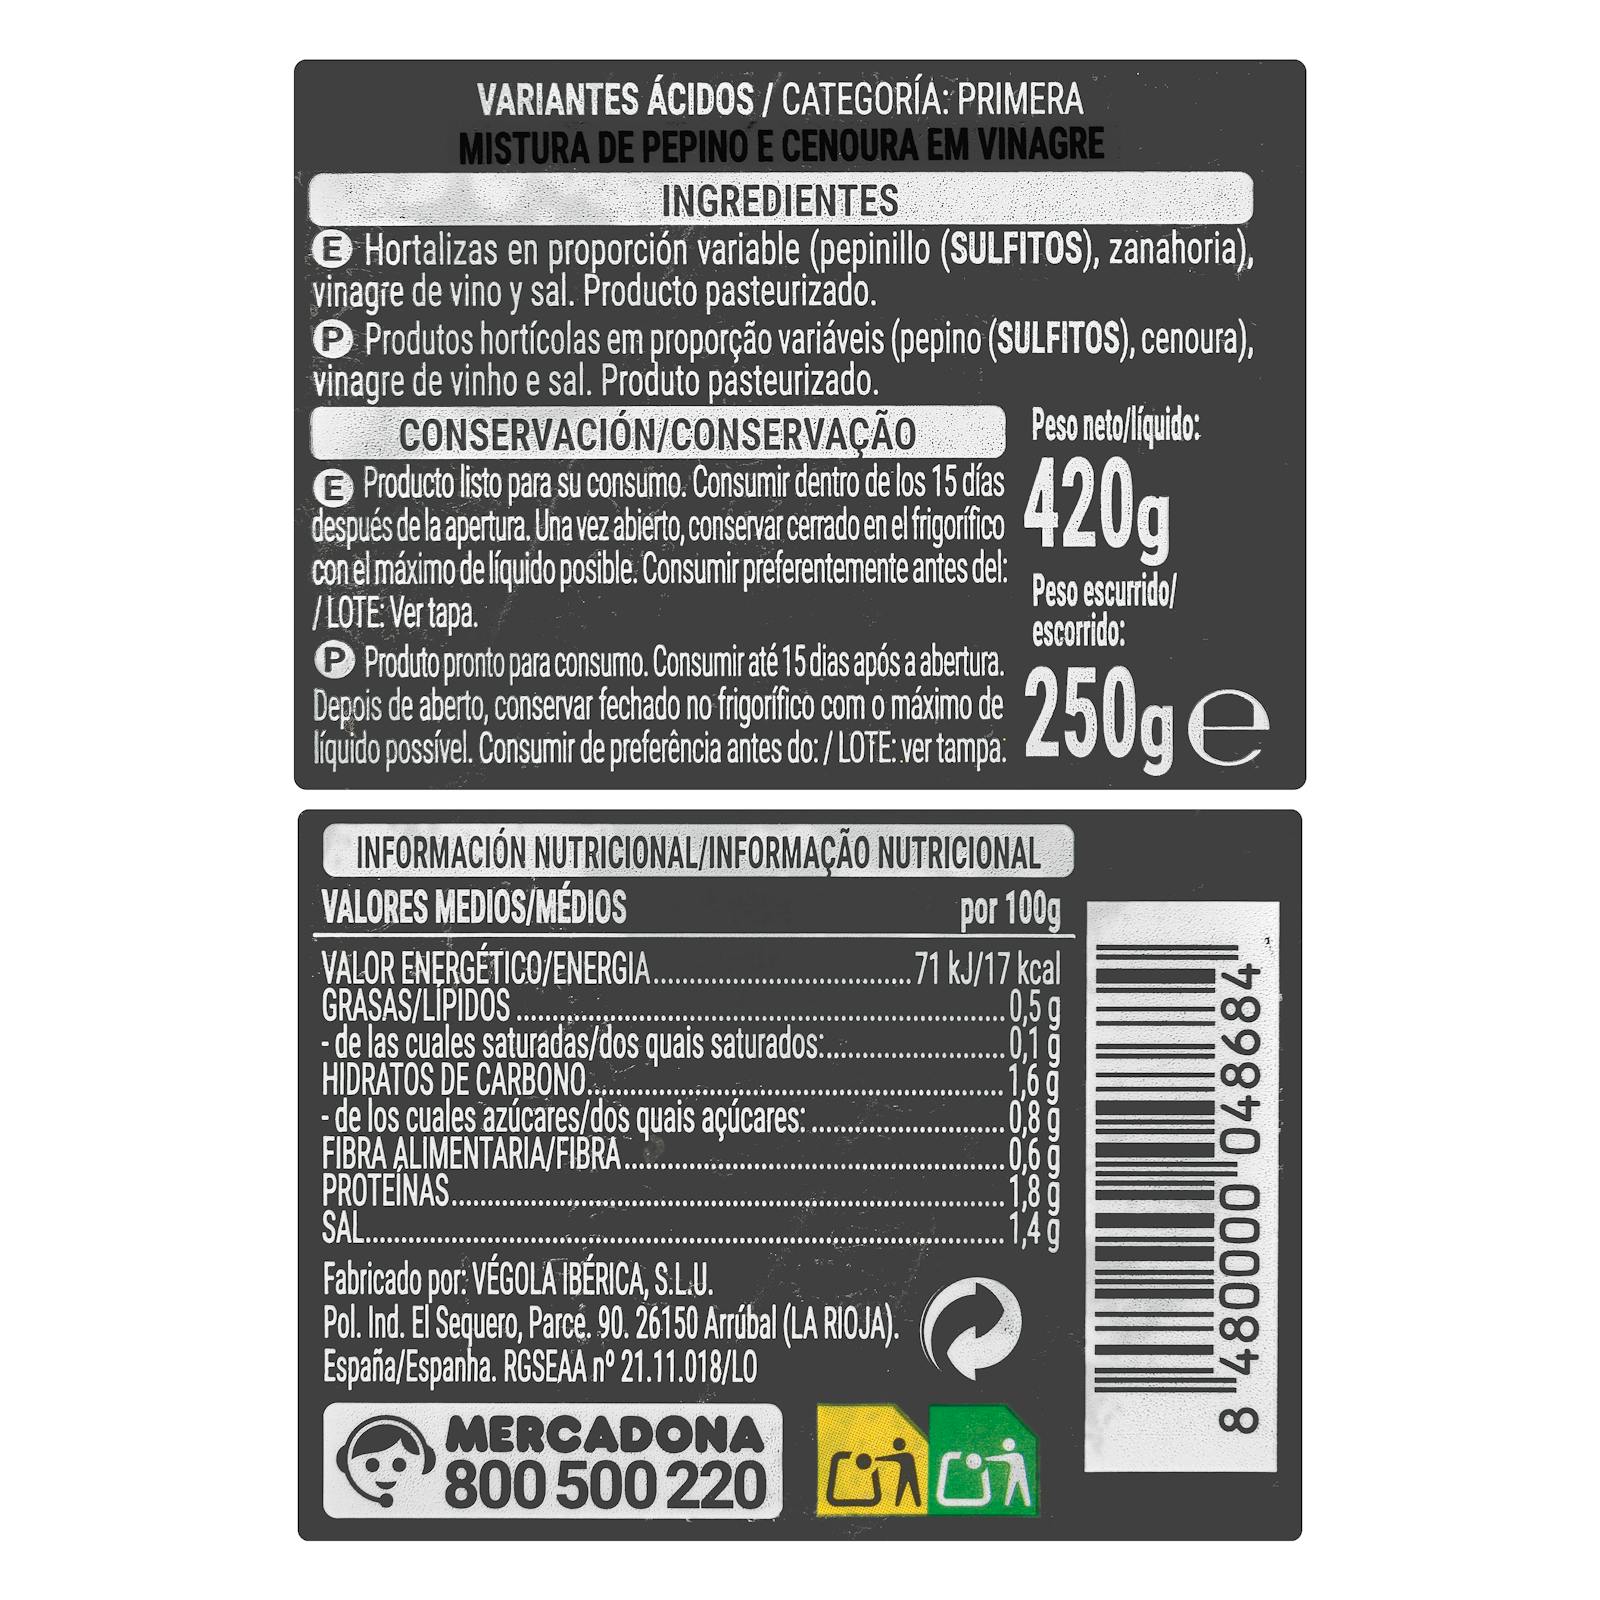 VARIANTES ÁCIDOS / CATEGORÍA: PRIMERA
MISTURA DE PEPINO E CENOURA EM VINAGRE
INGREDIENTES
E Hortalizas en proporción variable (pepinillo (SULFITOS), zanahoria),
vinagre de vino y sal. Producto pasteurizado.
P Produtos hortícolas em proporção variáveis (pepino (SULFITOS), cenoura),
vinagre de vinho e sal. Produto pasteurizado.
CONSERVACIÓN/CONSERVAÇÃO
E Producto listo para su consumo. Consumir dentro de los 15 días
después de la apertura. Una vez abierto, conservar cerrado en el frigorífico
con el máximo de líquido posible. Consumir preferentemente antes del:
/ LOTE: Ver tapa.
P Produto pronto para consumo. Consumir até 15 dias após a abertura.
Depois de aberto, conservar fechado no frigorífico com o máximo de
líquido possível. Consumir de preferência antes do: / LOTE: ver tampa.
Peso neto/líquido:
420g
Peso escurrido/
escorrido:
250g e
INFORMACIÓN NUTRICIONAL/INFORMAÇÃO NUTRICIONAL
VALORES MEDIOS/MÉDIOS por 100g
VALOR ENERGÉTICO/ENERGIA 71 kJ/17 kcal
GRASAS/LÍPIDOS 0,5 g
- de las cuales saturadas/dos quais saturados: 0,1 g
HIDRATOS DE CARBONO 1,6 g
- de los cuales azúcares/dos quais açúcares: 0,8 g
FIBRA ALIMENTARIA/FIBRA 0,6 g
PROTEÍNAS 1,8 g
SAL 1,4 g
Fabricado por: VÉGOLA IBÉRICA, S.L.U.
Pol. Ind. El Sequero, Parce. 90. 26150 Arrúbal (LA RIOJA).
España/Espanha. RGSEAA nº 21.11.018/LO
MERCADONA
800 500 220
8 480000 048684